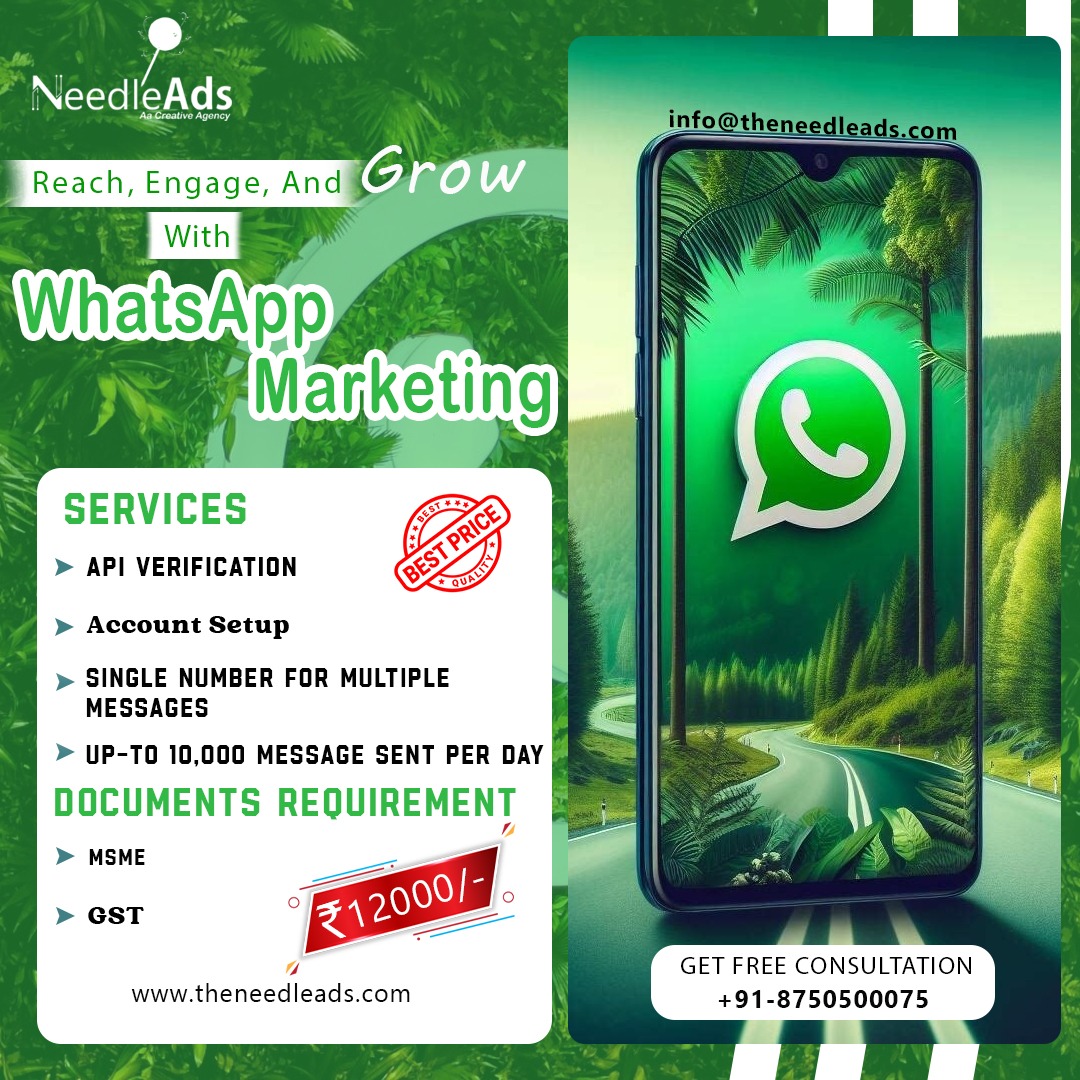 NeedleAds
Aa Creative Agency
Reach, Engage, And Grow
With
WhatsApp
Marketing
SERVICES
BEST
BEST PRICE
QUALITY
API VERIFICATION
Account Setup
SINGLE NUMBER FOR MULTIPLE
MESSAGES
UP-TO 10,000 MESSAGE SENT PER DAY
DOCUMENTS REQUIREMENT
MSME
GST
₹12000/-
www.theneedleads.com
info@theneedleads.com
GET FREE CONSULTATION
+91-8750500075